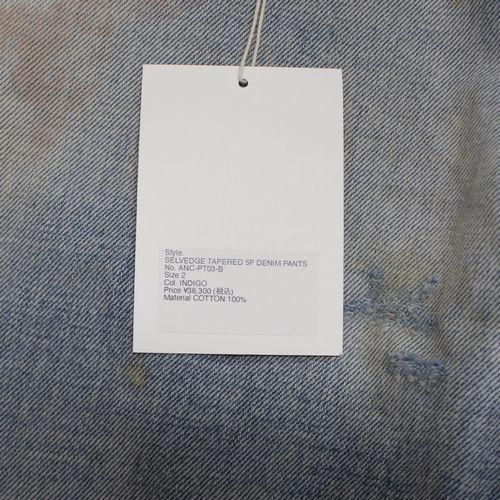 Style.
SELVEDGE TAPERED 5P DENIM PANTS
No. ANC-PT03-B
Size 2
Col. INDIGO
Price ¥36,300 (税込)
Material COTTON 100%